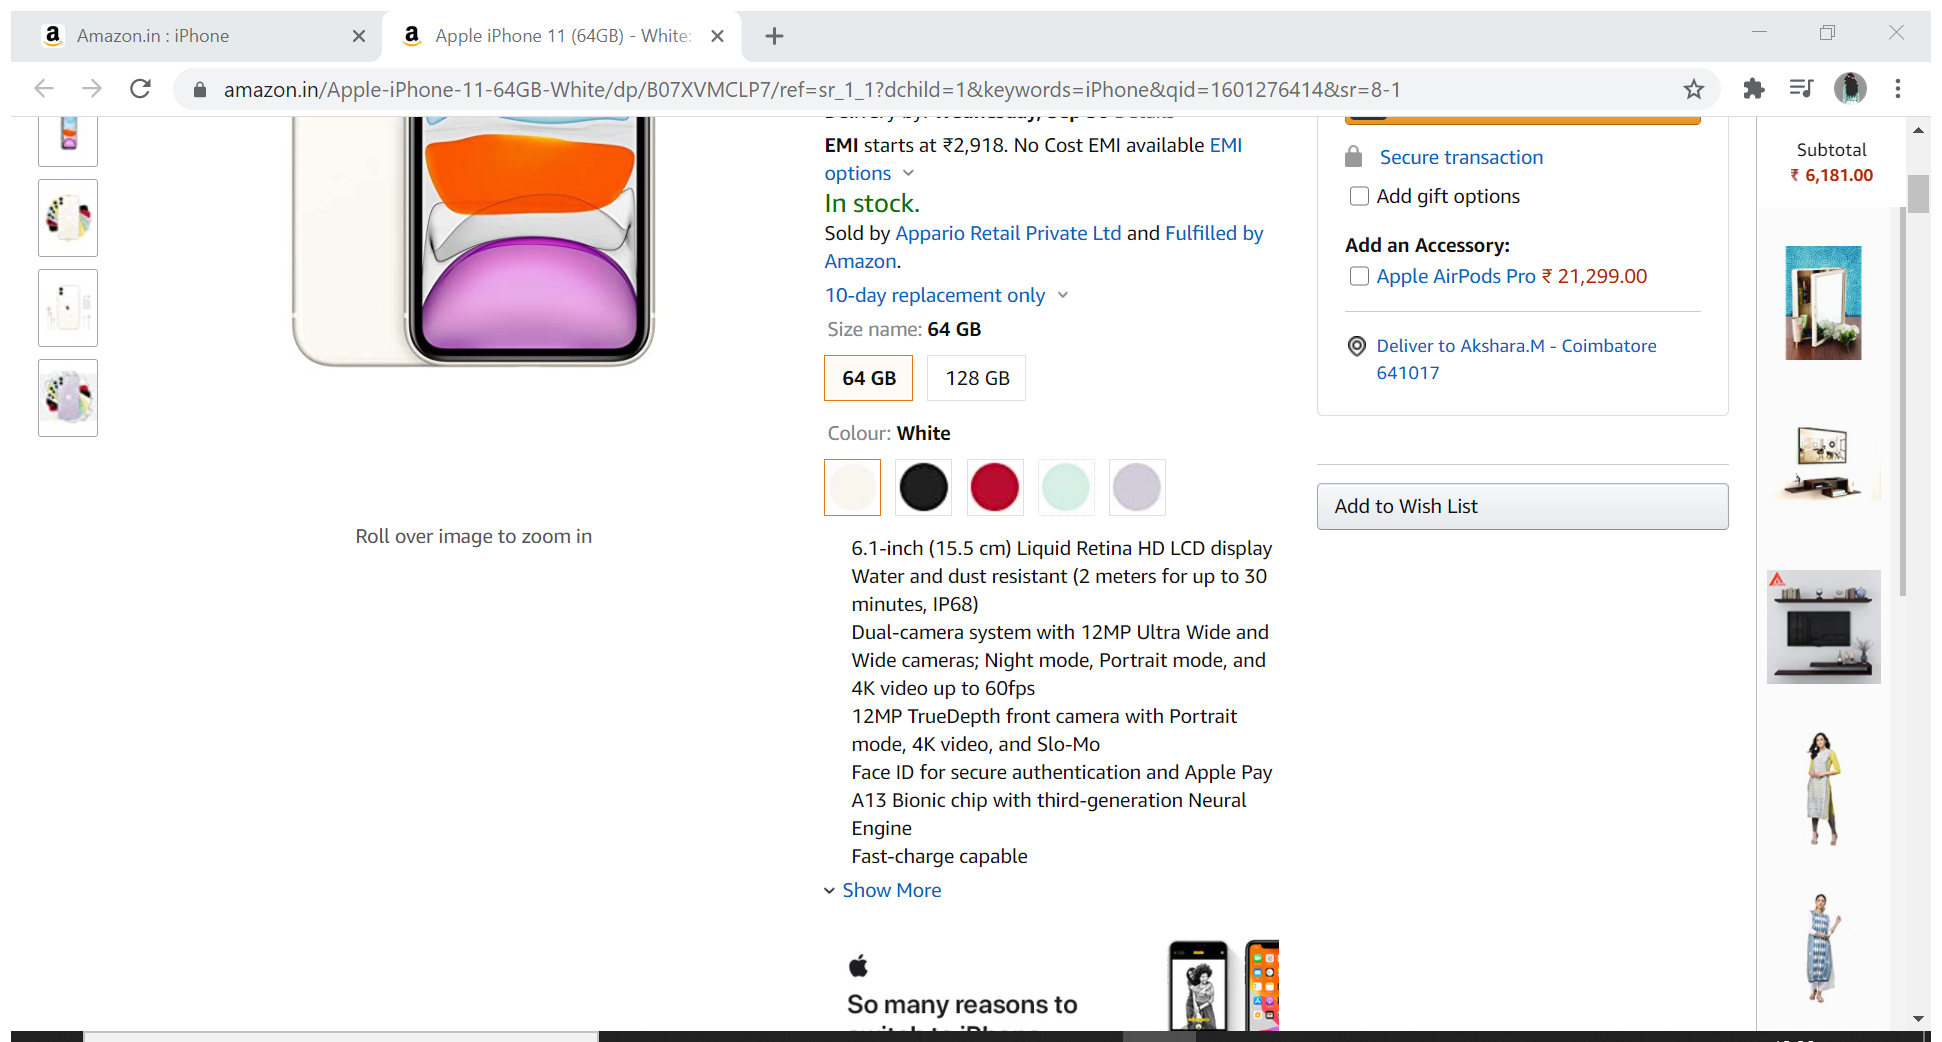 Amazon.in : iPhone
Apple iPhone 11 (64GB) - White:
amazon.in/Apple-iPhone-11-64GB-White/dp/B07XVMCLP7/ref=sr_1_1?dchild=1&keywords=iPhone&qid=1601276414&sr=8-1
EMI starts at ₹2,918. No Cost EMI available EMI
options
In stock.
Sold by Appario Retail Private Ltd and Fulfilled by
Amazon.
10-day replacement only
Size name: 64 GB
64 GB 128 GB
Colour: White
Roll over image to zoom in
6.1-inch (15.5 cm) Liquid Retina HD LCD display
Water and dust resistant (2 meters for up to 30
minutes, IP68)
Dual-camera system with 12MP Ultra Wide and
Wide cameras; Night mode, Portrait mode, and
4K video up to 60fps
12MP TrueDepth front camera with Portrait
mode, 4K video, and Slo-Mo
Face ID for secure authentication and Apple Pay
A13 Bionic chip with third-generation Neural
Engine
Fast-charge capable
Show More
So many reasons to
switch to iPhone
Secure transaction
Add gift options
Add an Accessory:
Apple AirPods Pro ₹ 21,299.00
Deliver to Akshara.M - Coimbatore
641017
Add to Wish List
Subtotal
₹ 6,181.00